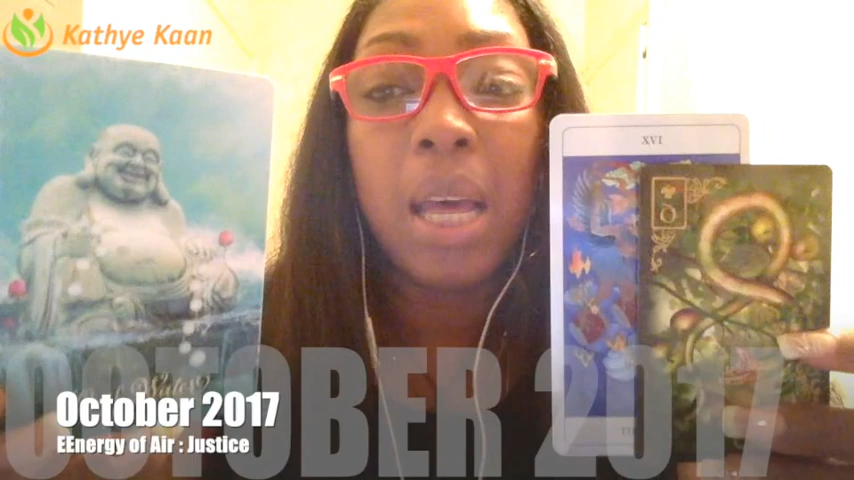 Kathye Kaan
XVI
Q
OCTOBER 2017
October 2017
EEnergy of Air : Justice